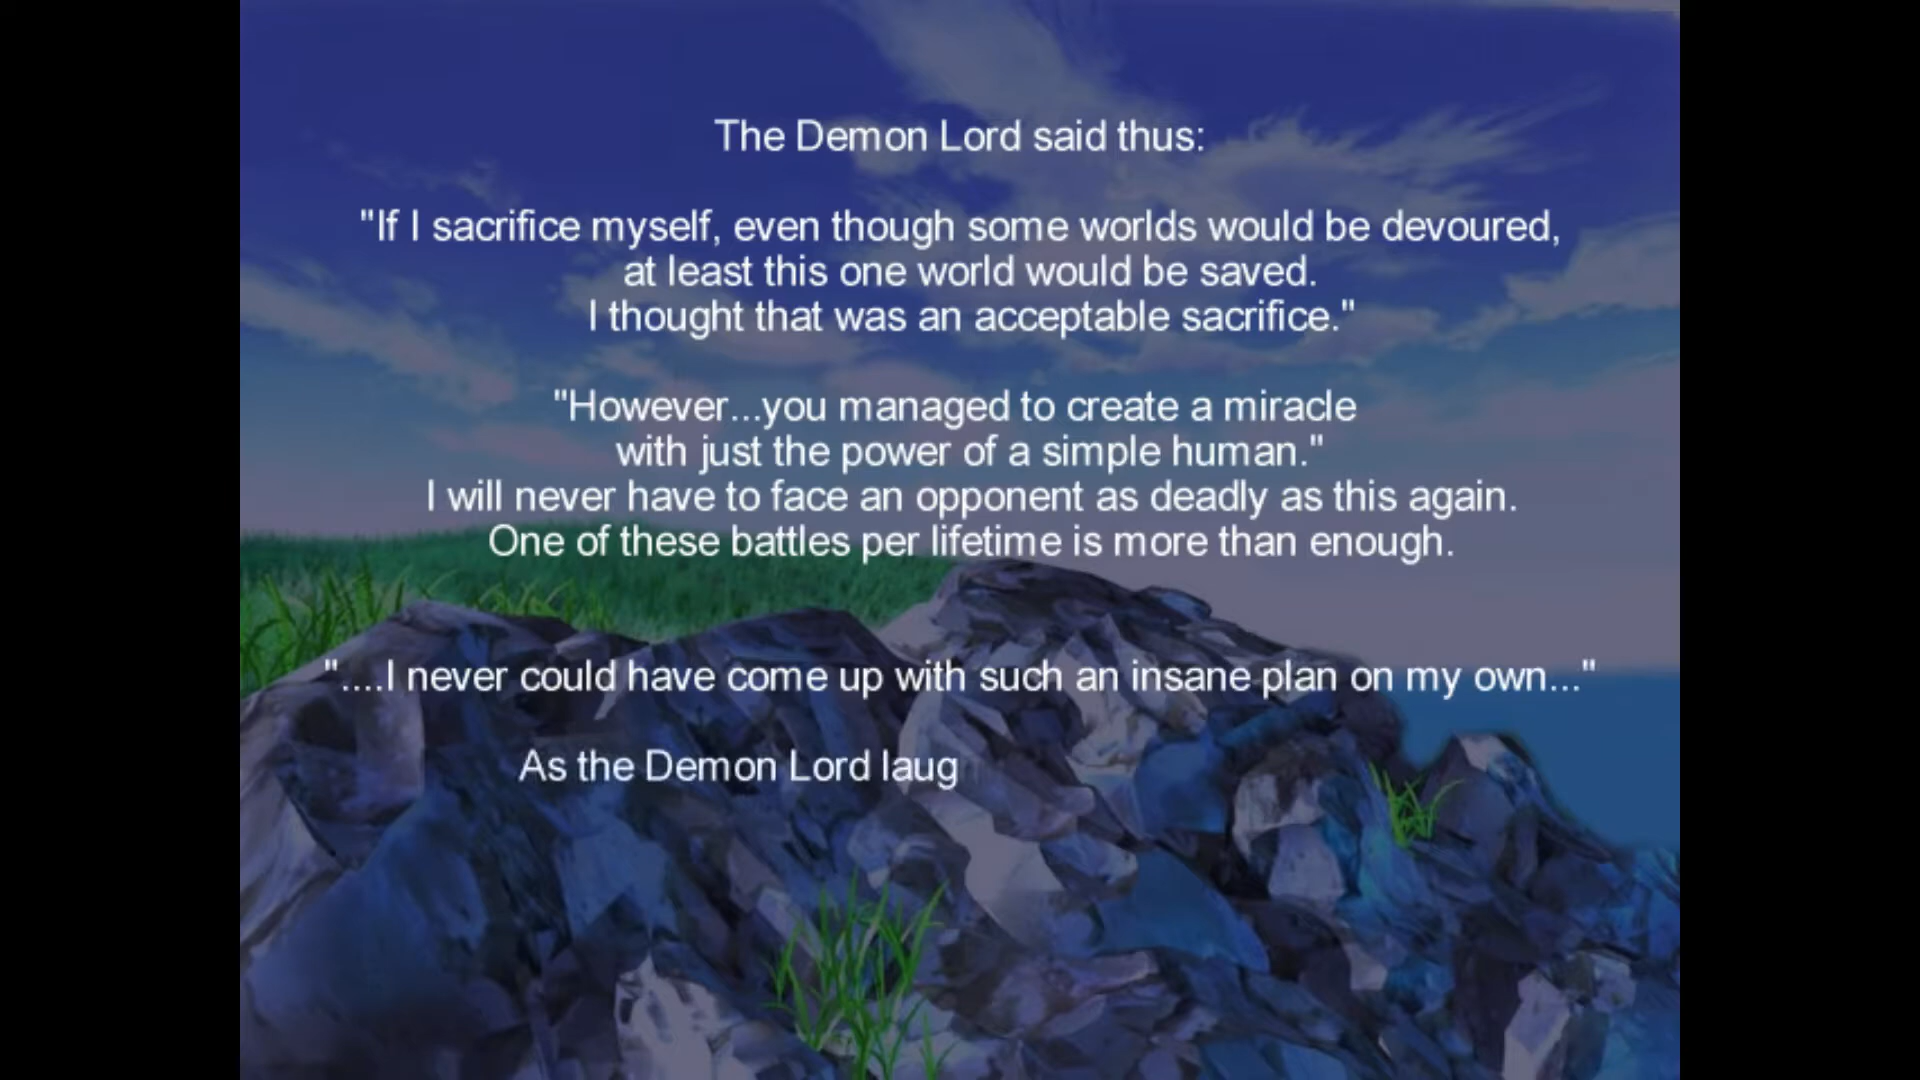 The Demon Lord said thus:
"If I sacrifice myself, even though some worlds would be devoured,
at least this one world would be saved.
I thought that was an acceptable sacrifice."
"However...you managed to create a miracle
with just the power of a simple human."
I will never have to face an opponent as deadly as this again.
One of these battles per lifetime is more than enough.
"....I never could have come up with such an insane plan on my own..."
As the Demon Lord laug